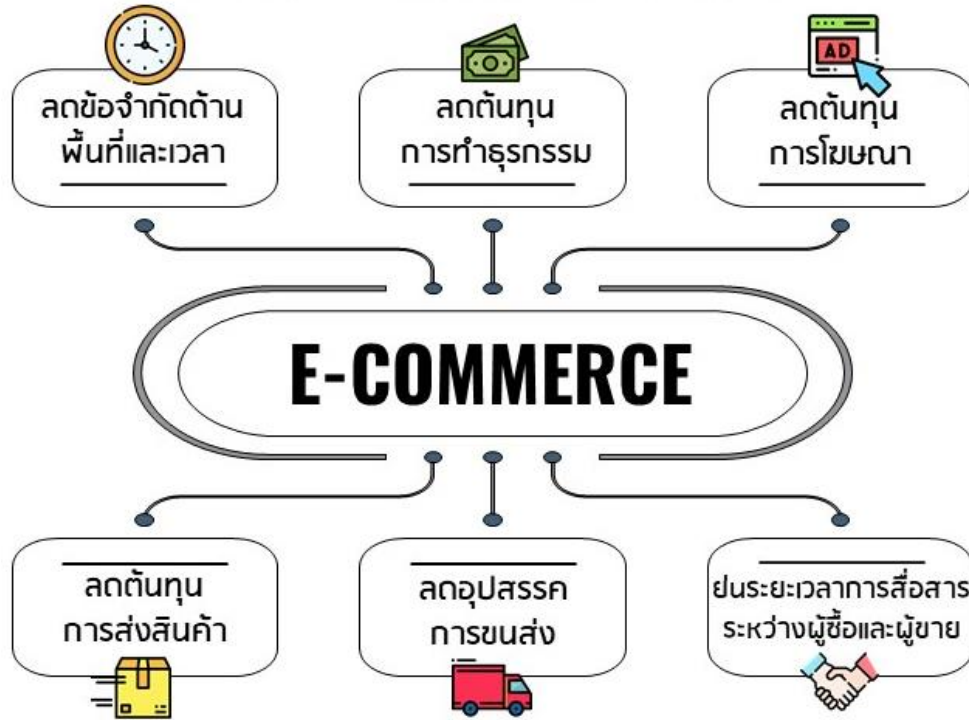 AD
ลดข้อจำกัดด้าน
พื้นที่และเวลา
ลดต้นทุน
การทำธุรกรรม
ลดต้นทุน
การโฆษณา
E-COMMERCE
ลดต้นทุน
การส่งสินค้า
ลดอุปสรรค
การขนส่ง
ย่นระยะเวลาการสื่อสาร
ระหว่างผู้ซื้อและผู้ขาย